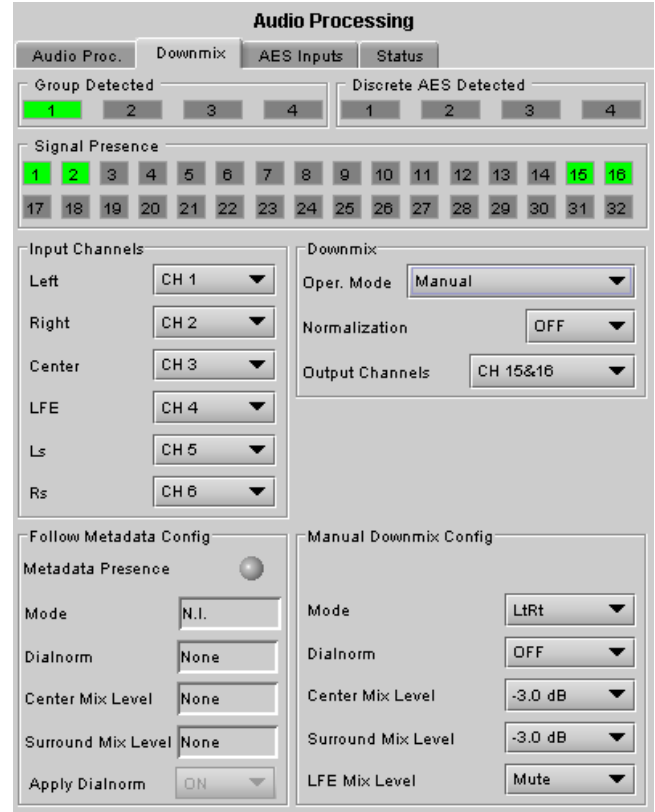 Audio Processing
Audio Proc. Downmix AES Inputs Status
Group Detected
1 2 3 4
Discrete AES Detected
1 2 3 4
Signal Presence
1 2 3 4 5 6 7 8 9 10 11 12 13 14 15 16
17 18 19 20 21 22 23 24 25 26 27 28 29 30 31 32
Input Channels
Left CH 1
Right CH 2
Center CH 3
LFE CH 4
Ls CH 5
Rs CH 6
Downmix
Oper. Mode Manual
Normalization OFF
Output Channels CH 15&16
Follow Metadata Config
Metadata Presence
Mode N.I.
Dialnorm None
Center Mix Level None
Surround Mix Level None
Apply Dialnorm ON
Manual Downmix Config
Mode LtRt
Dialnorm OFF
Center Mix Level -3.0 dB
Surround Mix Level -3.0 dB
LFE Mix Level Mute